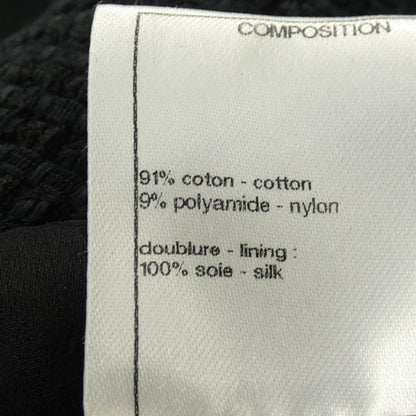 COMPOSITION
91% coton - cotton
9% polyamide - nylon
doublure - lining :
100% soie - silk